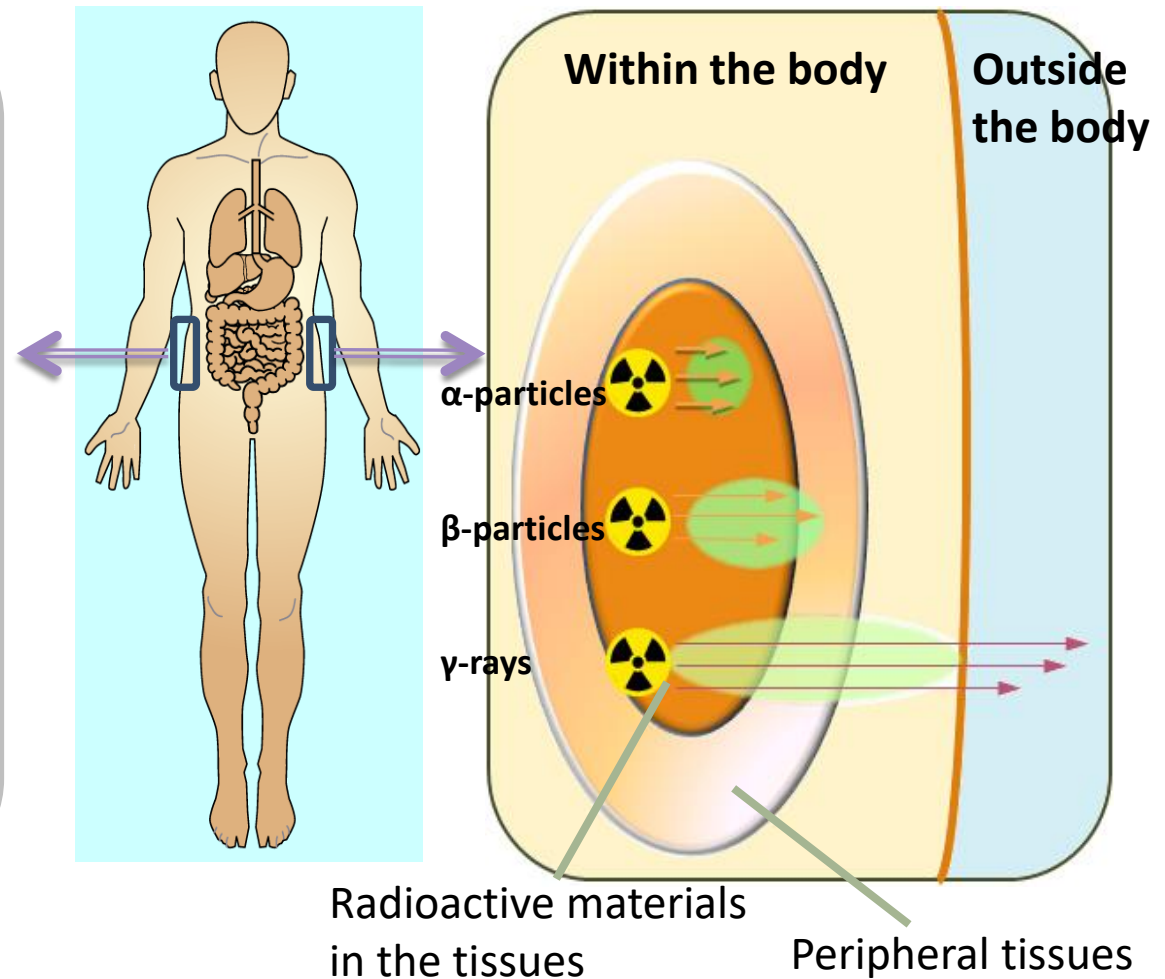 Within the body
Outside
the body
α-particles
β-particles
γ-rays
Radioactive materials
in the tissues
Peripheral tissues